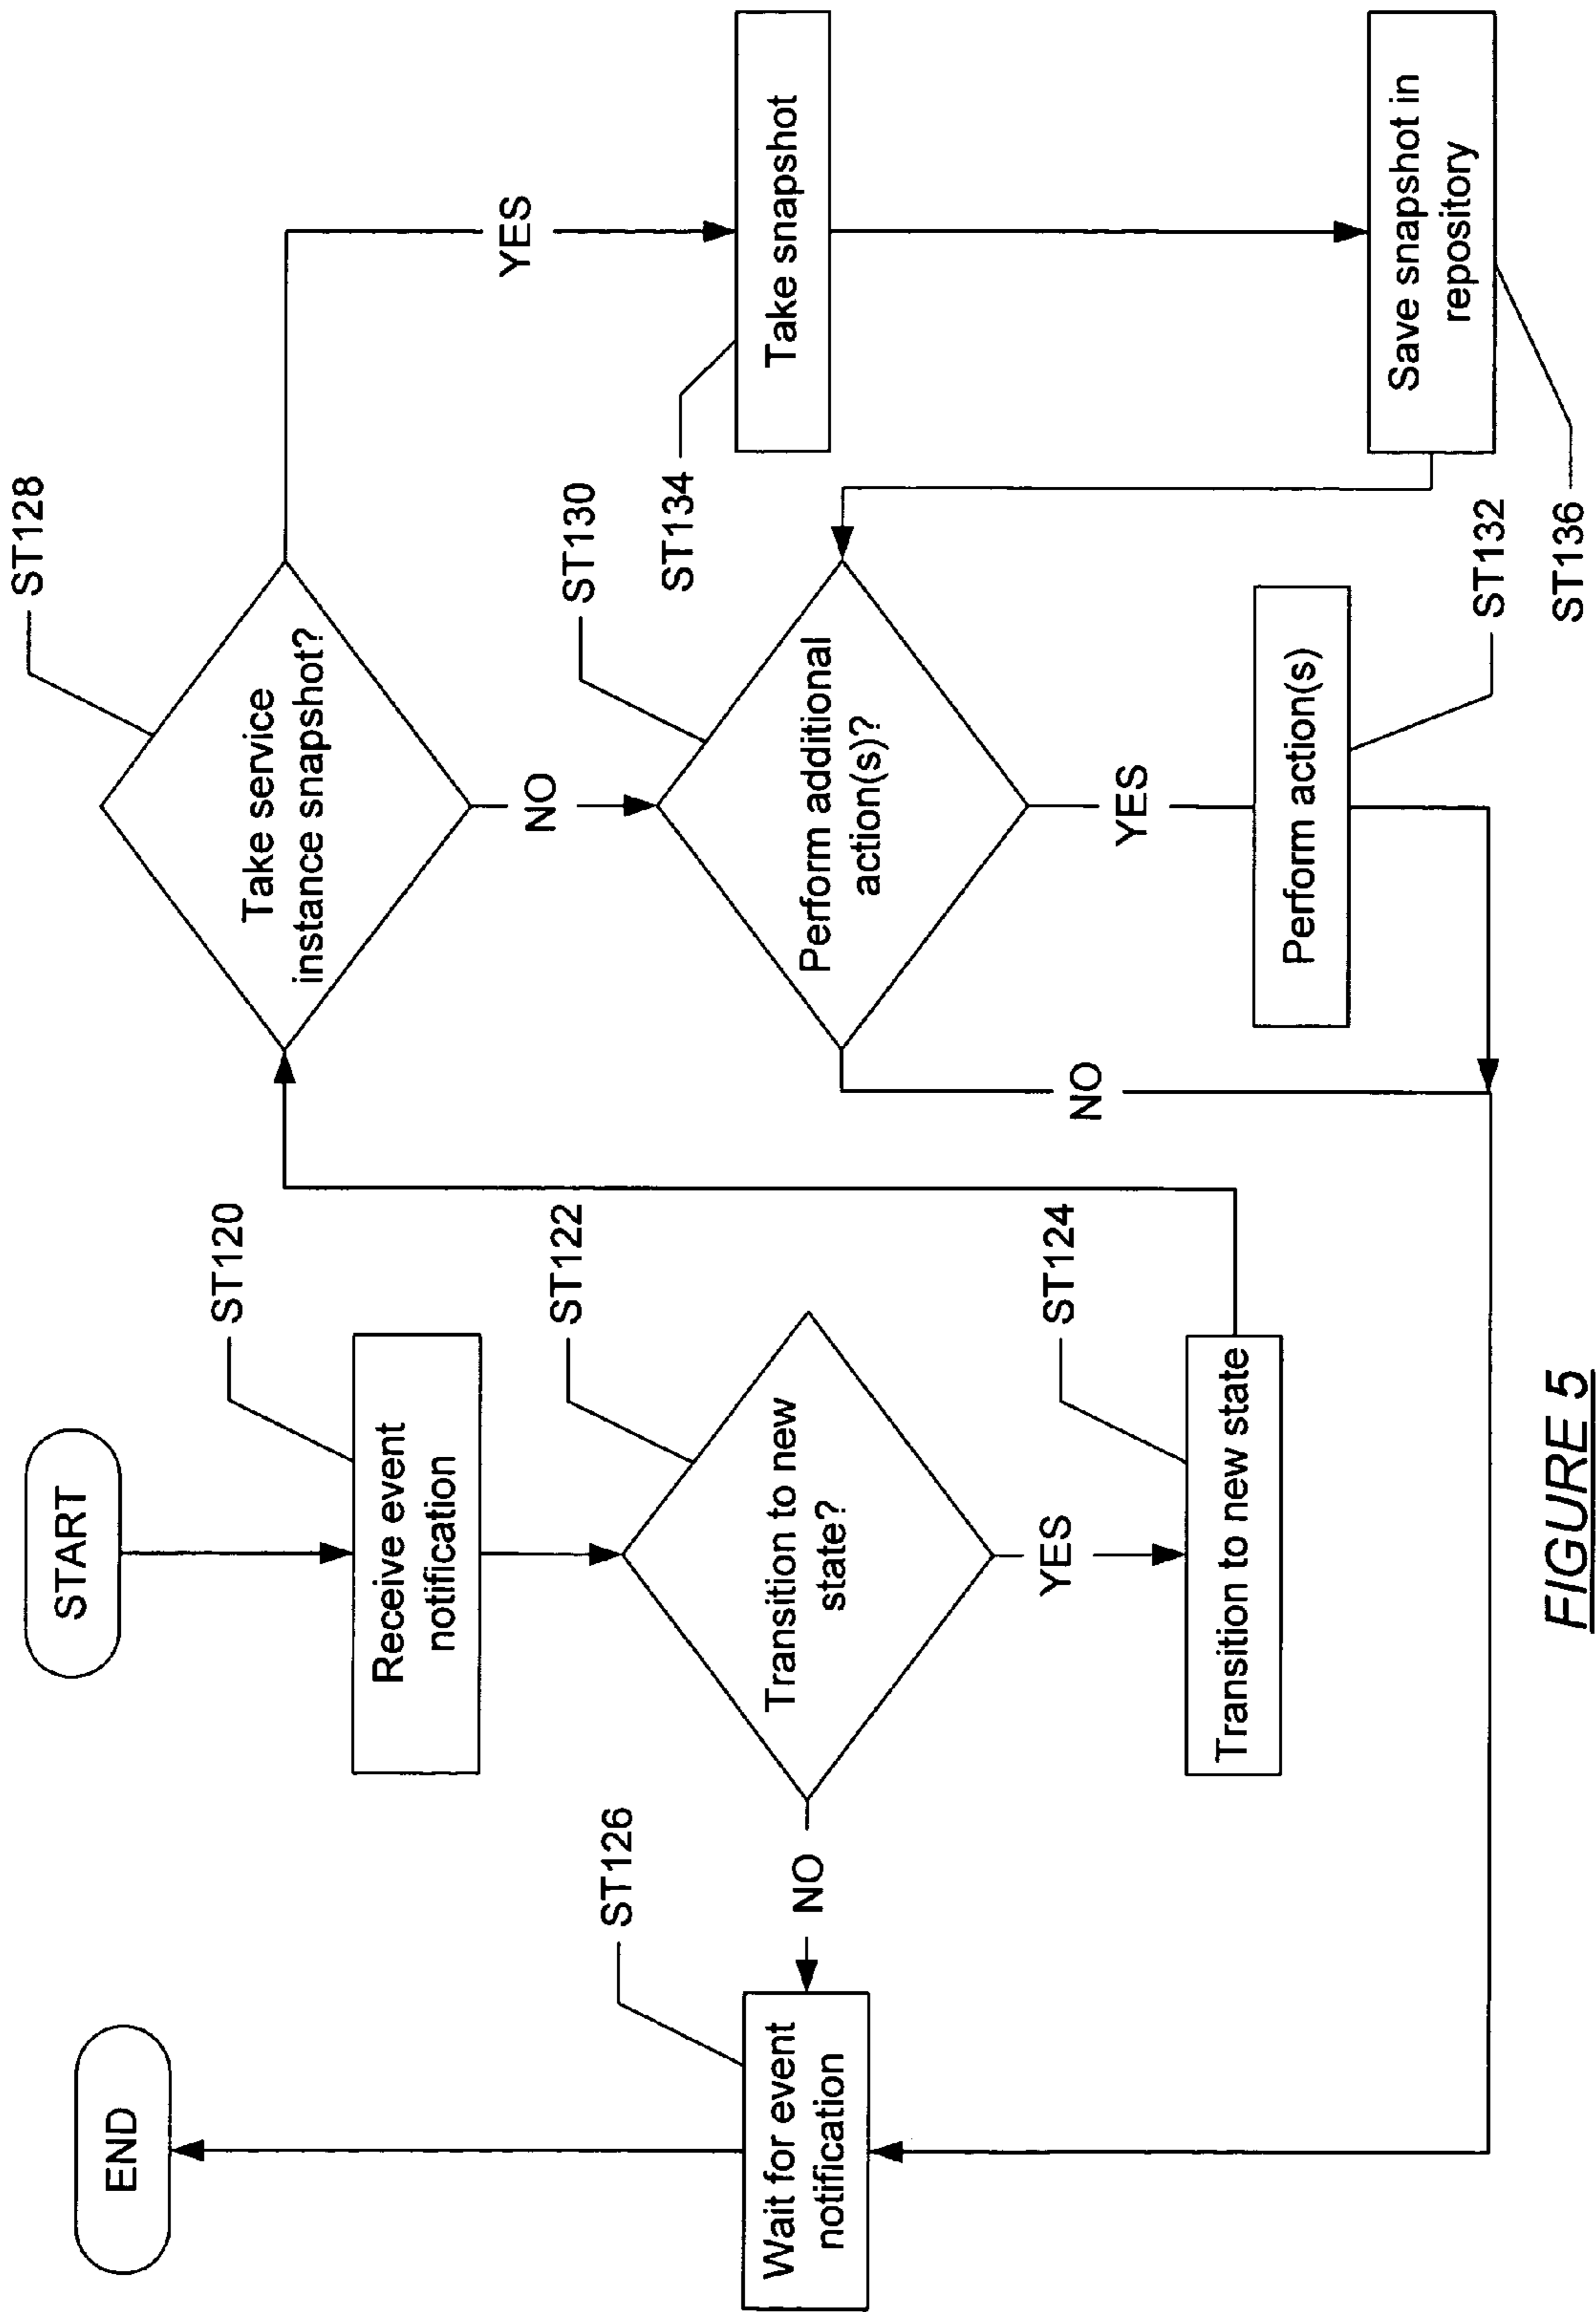 END
START
ST120
Receive event
notification
ST122
Transition to new
state?
NO
YES
ST126
Wait for event
notification
ST124
Transition to new state
ST128
Take service
instance snapshot?
YES
NO
ST130
Perform additional
action(s)?
NO
YES
ST134
Take snapshot
ST132
Perform action(s)
Save snapshot in
repository
ST136
FIGURE 5